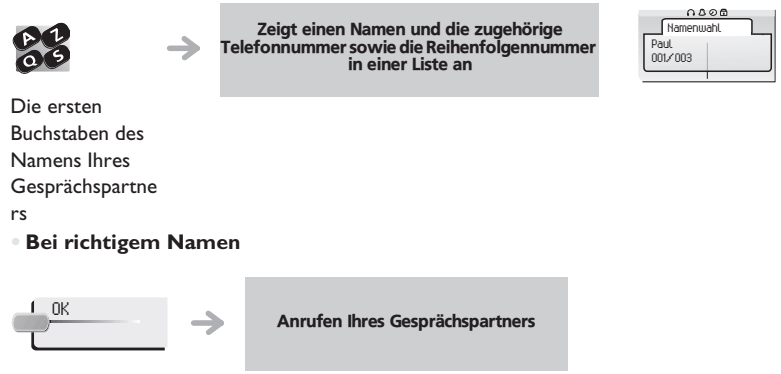 A Z
Q S
Zeigt einen Namen und die zugehörige
Telefonnummer sowie die Reihenfolgennummer
in einer Liste an
Namenwahl
Paul
001/003
Die ersten
Buchstaben des
Namens Ihres
Gesprächspartne
rs
• Bei richtigem Namen
OK
Anrufen Ihres Gesprächspartners